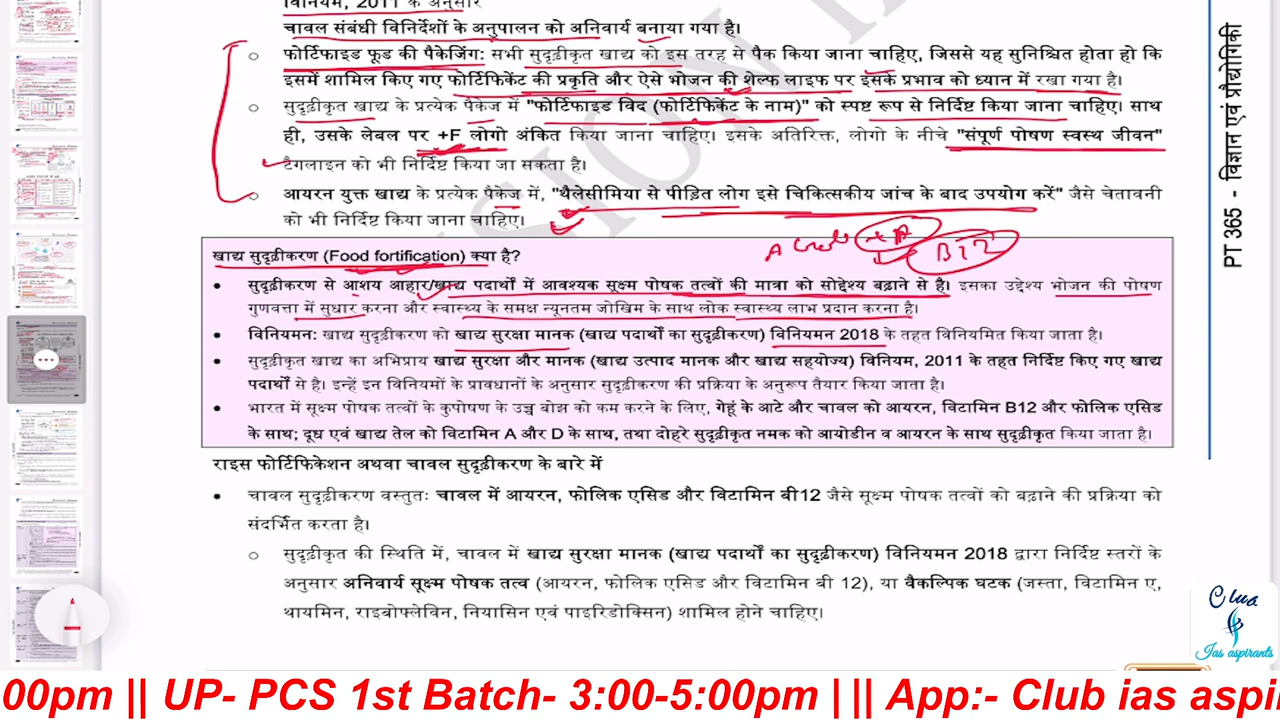 विनियम, 2011 के अनुसार
चावल संबंधी विनिर्देशों के अनुपालन को अनिवार्य बनाया गया है।
○ फोर्टिफाइड फूड की पैकेजिंग: सभी सुदृढ़ीकृत खाद्य को इस तरह से पैक किया जाना चाहिए, जिससे यह सुनिश्चित होता हो कि
इसमें शामिल किए गए फोर्टिफिकेंट की प्रकृति और ऐसे भोजन की शेल्फ लाइफ पर इसके प्रभाव को ध्यान में रखा गया है।
○ सुदृढ़ीकृत खाद्य के प्रत्येक पैकेज में "फोर्टिफाइड विद (फोर्टिफिकेंट का नाम)" को स्पष्ट रूप से निर्दिष्ट किया जाना चाहिए। साथ
ही, उसके लेबल पर +F लोगो अंकित किया जाना चाहिए। इसके अतिरिक्त, लोगो के नीचे "संपूर्ण पोषण स्वस्थ जीवन"
टैगलाइन को भी निर्दिष्ट किया जा सकता है।
○ लौह युक्त खाद्य के प्रत्येक पैकेज में, "थैलेसीमिया से पीड़ित लोग इसे चिकित्सकीय जांच के बाद उपयोग करें" जैसे चेतावनी
को भी निर्दिष्ट किया जाना चाहिए।
B12
खाद्य सुदृढ़ीकरण (Food fortification) क्या है?
• सुदृढ़ीकरण से आशय आहार/खाद्य पदार्थों में आवश्यक सूक्ष्म पोषक तत्वों की मात्रा को सोद्देश्य बढ़ाने से है। इसका उद्देश्य भोजन की पोषण
गुणवत्ता में सुधार करना और स्वास्थ्य के समक्ष न्यूनतम जोखिम के साथ लोक स्वास्थ्य लाभ प्रदान करना है।
• विनियमन: खाद्य सुदृढ़ीकरण को खाद्य सुरक्षा मानक (खाद्य पदार्थों का सुदृढ़ीकरण) विनियमन 2018 के तहत विनियमित किया जाता है।
• सुदृढ़ीकृत खाद्य का अभिप्राय खाद्य सुरक्षा और मानक (खाद्य उत्पाद मानक और खाद्य सहयोज्य) विनियम, 2011 के तहत निर्दिष्ट किए गए खाद्य
पदार्थों से है। इन्हें इन विनियमों के प्रावधानों के अनुसार सुदृढ़ीकरण की प्रक्रिया के अनुरूप तैयार किया जाता है।
• भारत में सूक्ष्म पोषक तत्वों के कुपोषण के उच्च बोझ को कम करने के लिए, गेहूं के आटे और चावल को आयरन, विटामिन B12 और फोलिक एसिड
के साथ; दूध और खाद्य तेल को विटामिन A और D के साथ; तथा दोहरे सुदृढ़ीकृत नमक को आयोडीन और आयरन के साथ सुदृढ़ीकृत किया जाता है।
राइस फोर्टिफिकेशन अथवा चावल सुदृढ़ीकरण के बारे में
• चावल सुदृढ़ीकरण वस्तुतः चावल में आयरन, फोलिक एसिड और विटामिन बी12 जैसे सूक्ष्म पोषक तत्वों को बढ़ाने की प्रक्रिया को
संदर्भित करता है।
○ सुदृढ़ीकरण की स्थिति में, चावल में खाद्य सुरक्षा मानक (खाद्य पदार्थों का सुदृढ़ीकरण) विनियमन 2018 द्वारा निर्दिष्ट स्तरों के
अनुसार अनिवार्य सूक्ष्म पोषक तत्व (आयरन, फोलिक एसिड और विटामिन बी 12), या वैकल्पिक घटक (जस्ता, विटामिन ए,
थायमिन, राइबोफ्लेविन, नियासिन एवं पाइरिडोक्सिन) शामिल होने चाहिए।
PT 365 - विज्ञान एवं प्रौद्योगिकी
Club
Ias aspirants
00pm || UP- PCS 1st Batch- 3:00-5:00pm ||| App:- Club ias aspi